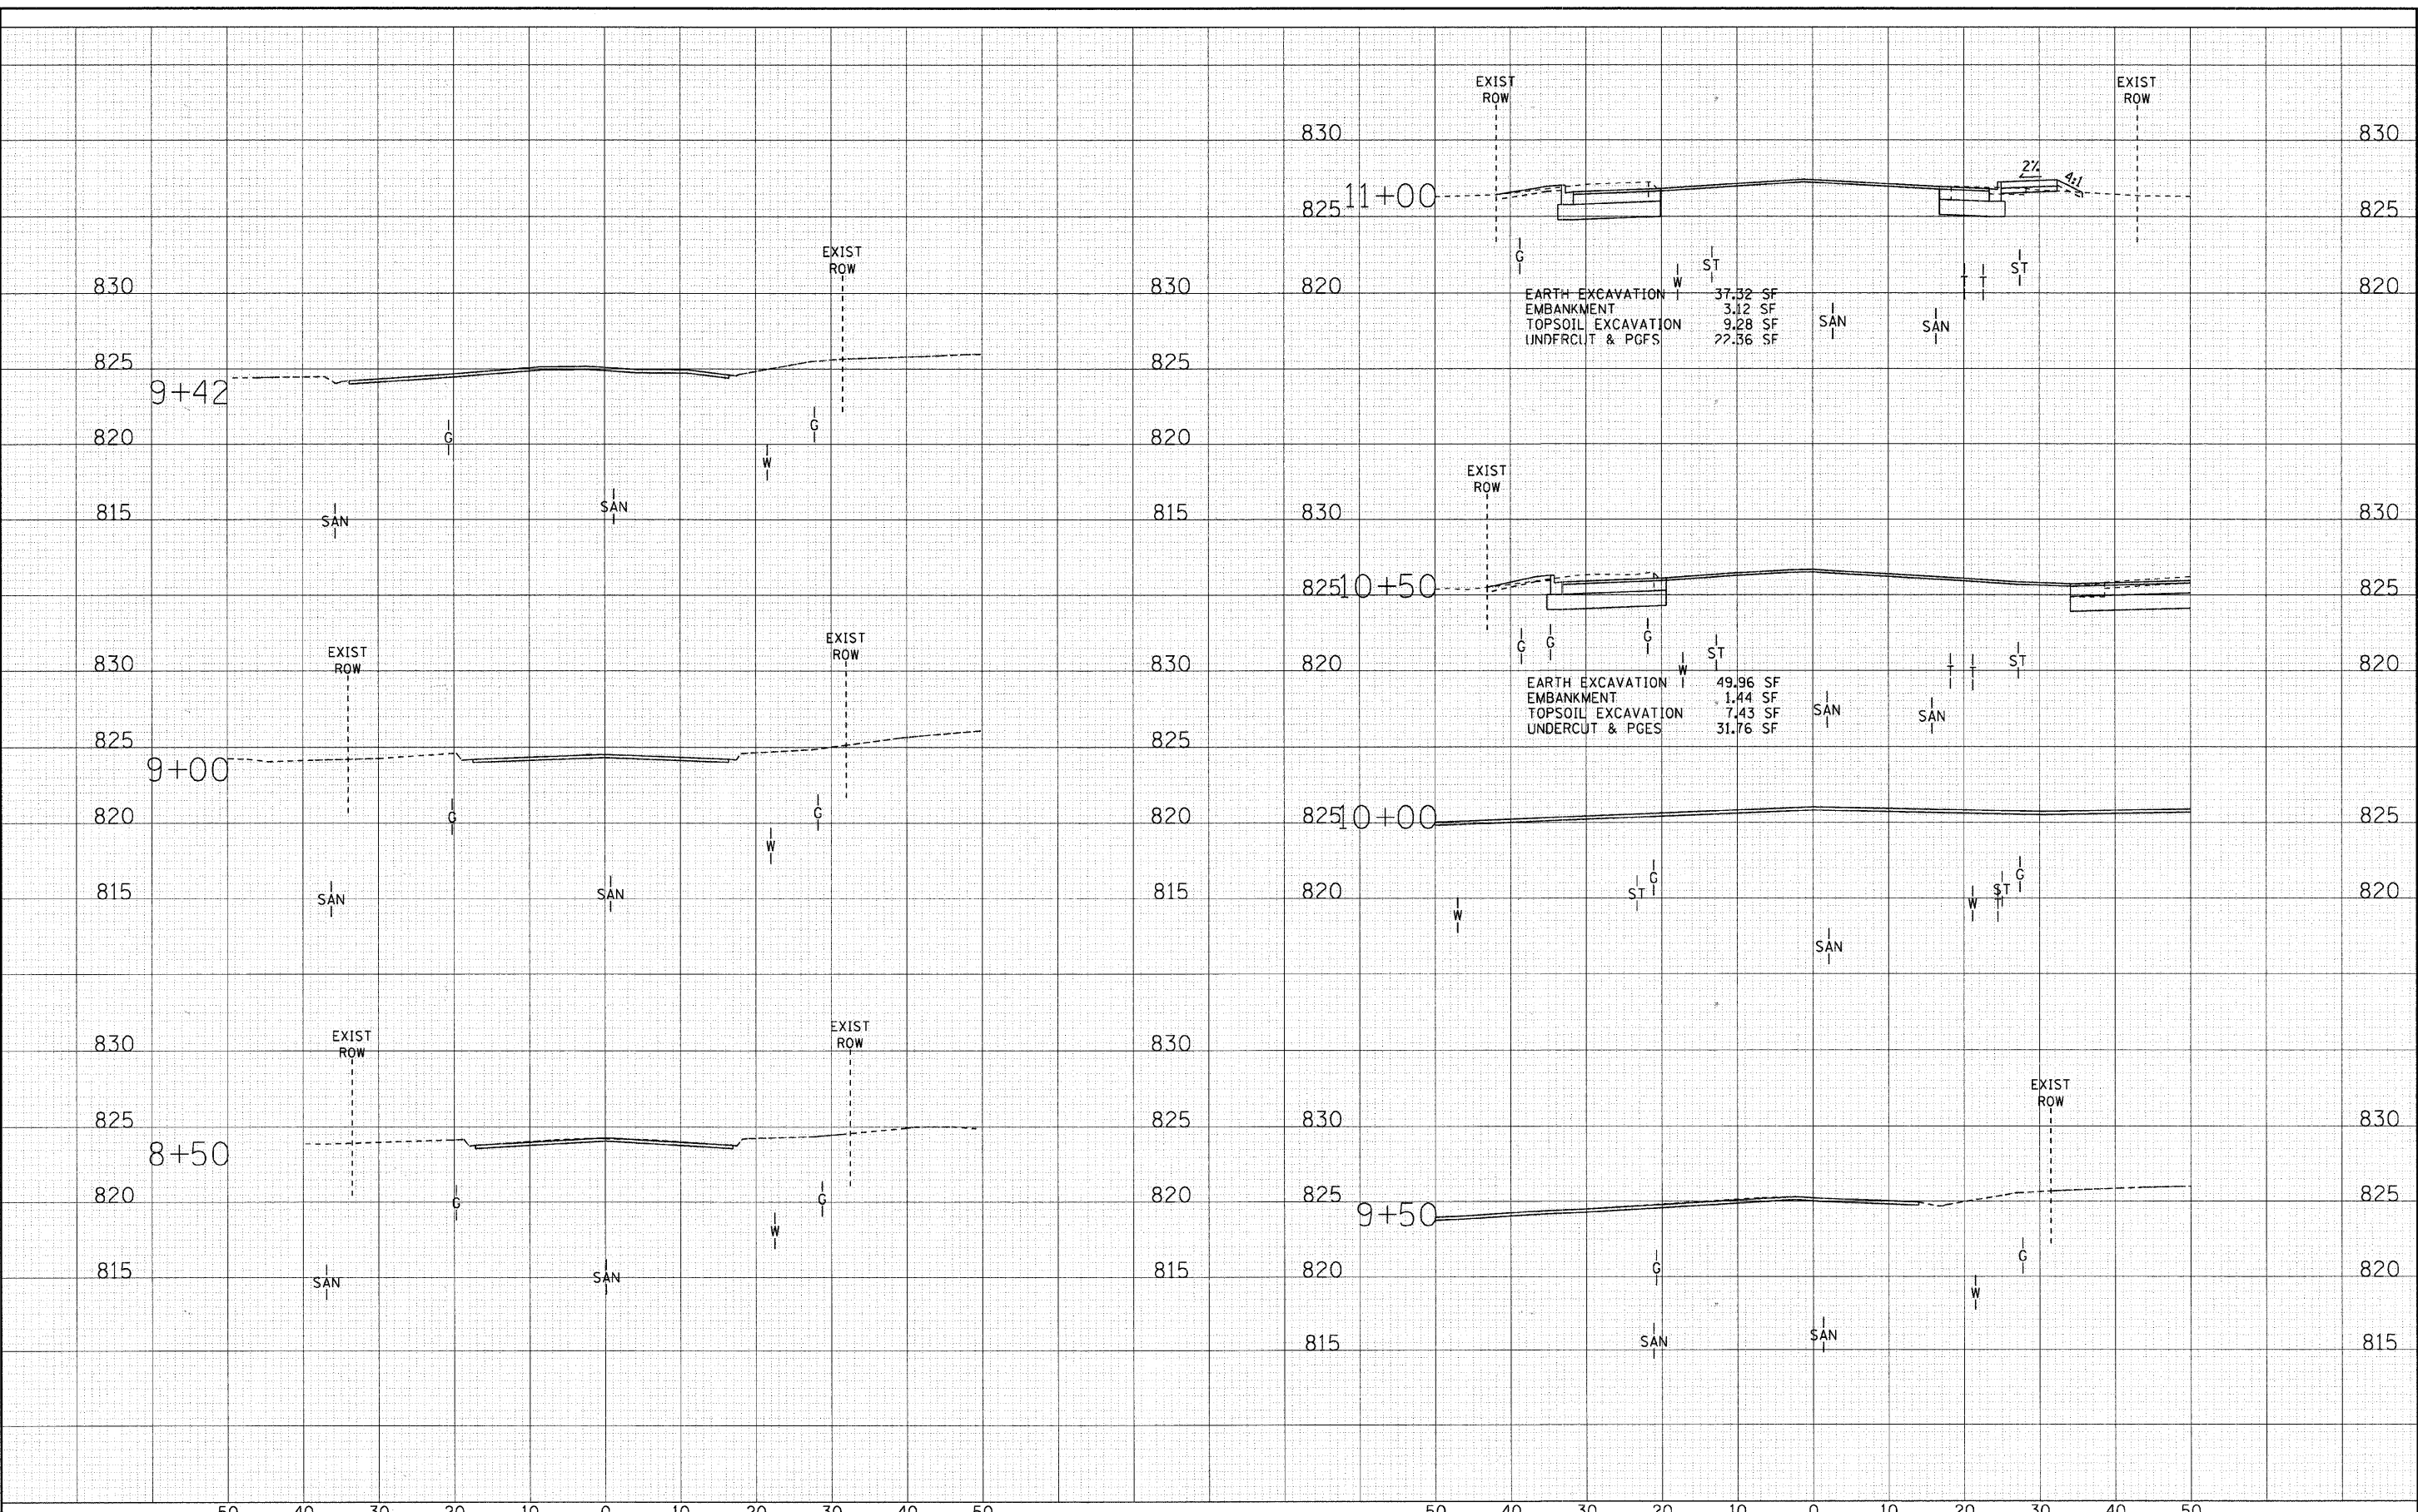 EXIST
ROW
830 830
825 825
9+42
G
G
820 820
W
SAN
815 SAN 815
EXIST
ROW
EXIST
ROW
830 830
825 825
9+00
G
G
820 820
W
SAN
SAN
815 815
EXIST
ROW
EXIST
ROW
830 830
825 825
8+50
G
G
820 820
W
SAN
SAN
815 815
50 40 30 20 10 0 10 20 30 40 50
EXIST
ROW
EXIST
ROW
830 830
2%
4:1
11+00
825 825
G
ST
ST
W
T
T
820 820
EARTH EXCAVATION 37.32 SF
EMBANKMENT 3.12 SF
TOPSOIL EXCAVATION 9.28 SF
UNDERCUT & PGES 22.36 SF
SAN
SAN
EXIST
ROW
830 830
825 10+50 825
G
G
G
ST
ST
W
T
T
820 820
EARTH EXCAVATION 49.96 SF
EMBANKMENT 1.44 SF
TOPSOIL EXCAVATION 7.43 SF
UNDERCUT & PGES 31.76 SF
SAN
SAN
825 10+00 825
G
G
ST
ST
T
W
820 820
W
SAN
EXIST
ROW
830 830
825 825
9+50
G
G
820 820
W
SAN
SAN
815 815
50 40 30 20 10 0 10 20 30 40 50